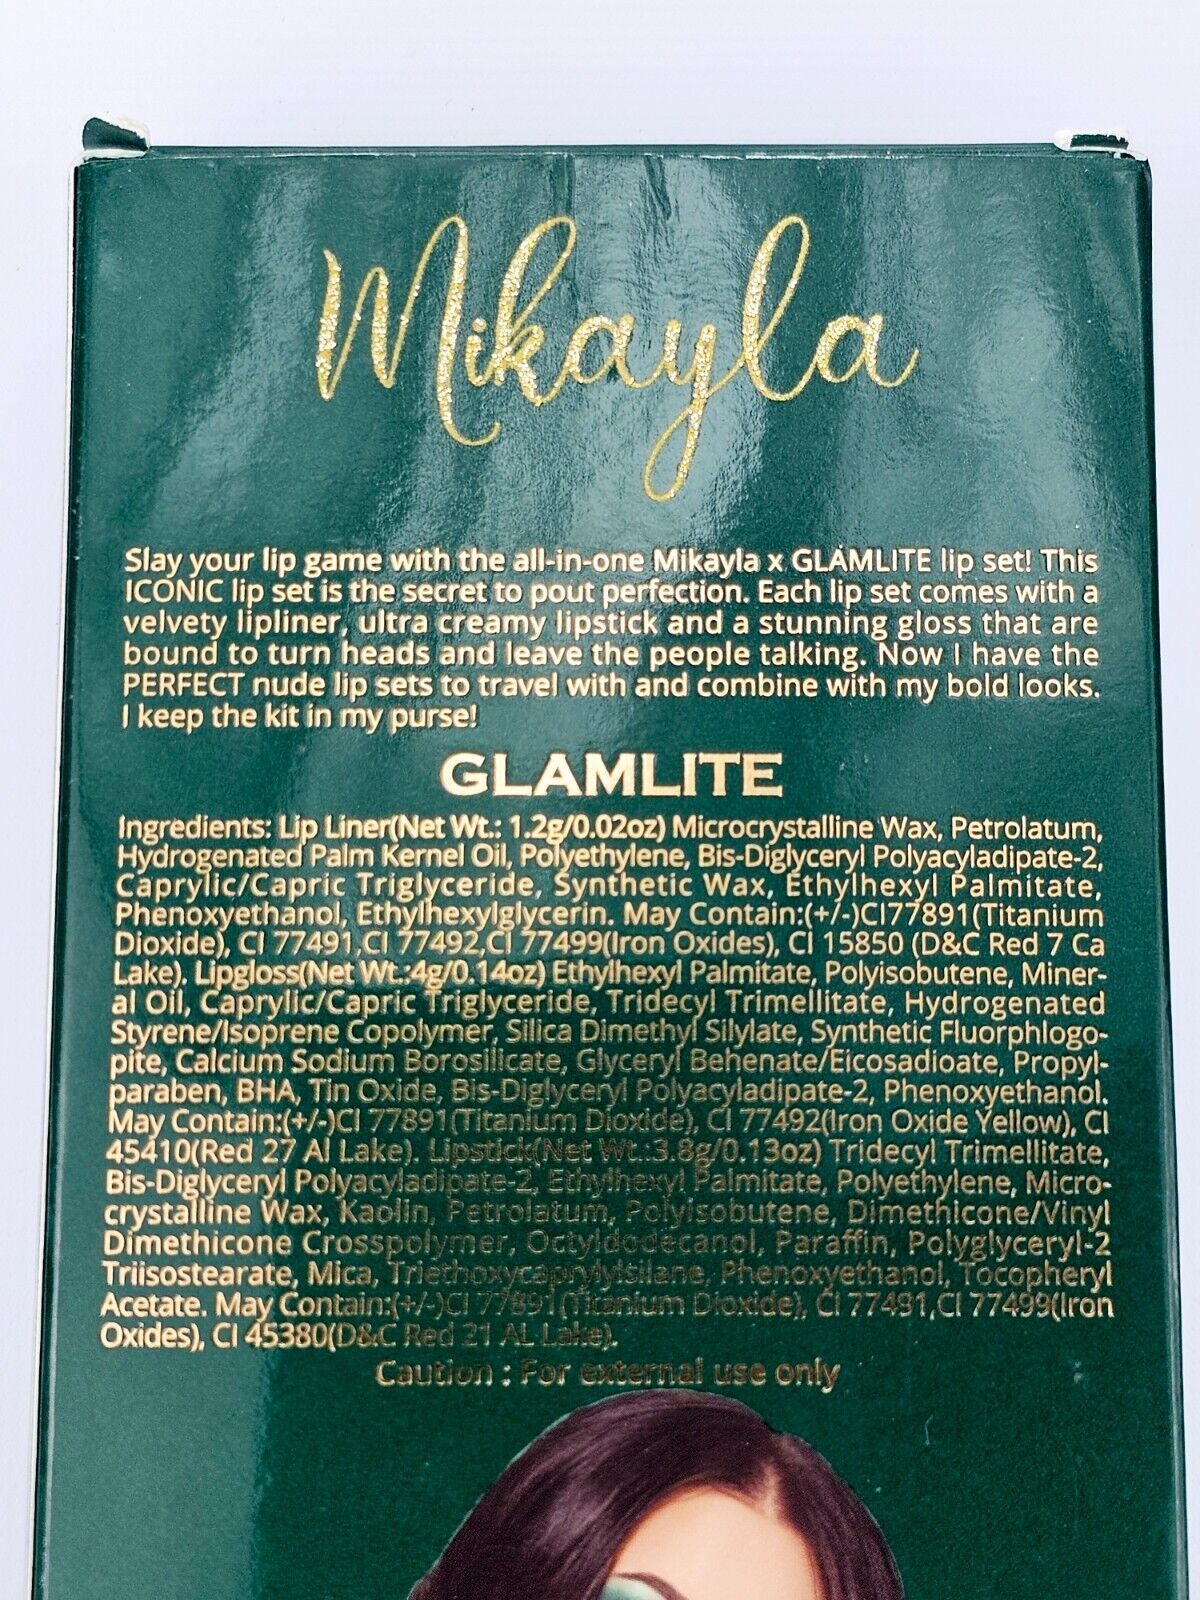 Mikayla
Slay your lip game with the all-in-one Mikayla x GLAMLITE lip set! This
ICONIC lip set is the secret to pout perfection. Each lip set comes with a
velvety lipliner, ultra creamy lipstick and a stunning gloss that are
bound to turn heads and leave the people talking. Now I have the
PERFECT nude lip sets to travel with and combine with my bold looks.
I keep the kit in my purse!
GLAMLITE
Ingredients: Lip Liner(Net Wt.: 1.2g/0.02oz) Microcrystalline Wax, Petrolatum,
Hydrogenated Palm Kernel Oil, Polyethylene, Bis-Diglyceryl Polyacyladipate-2,
Caprylic/Capric Triglyceride, Synthetic Wax, Ethylhexyl Palmitate,
Phenoxyethanol, Ethylhexylglycerin. May Contain:(+/-)CI77891(Titanium
Dioxide), CI 77491,CI 77492,CI 77499(Iron Oxides), CI 15850 (D&C Red 7 Ca
Lake). Lipgloss(Net Wt.:4g/0.14oz) Ethylhexyl Palmitate, Polyisobutene, Miner-
al Oil, Caprylic/Capric Triglyceride, Tridecyl Trimellitate, Hydrogenated
Styrene/Isoprene Copolymer, Silica Dimethyl Silylate, Synthetic Fluorphlogo-
pite, Calcium Sodium Borosilicate, Glyceryl Behenate/Eicosadioate, Propyl-
paraben, BHA, Tin Oxide, Bis-Diglyceryl Polyacyladipate-2, Phenoxyethanol.
May Contain:(+/-)CI 77891(Titanium Dioxide), CI 77492(Iron Oxide Yellow), CI
45410(Red 27 Al Lake). Lipstick(Net Wt.:3.8g/0.13oz) Tridecyl Trimellitate,
Bis-Diglyceryl Polyacyladipate-2, Ethylhexyl Palmitate, Polyethylene, Micro-
crystalline Wax, Kaolin, Petrolatum, Polyisobutene, Dimethicone/Vinyl
Dimethicone Crosspolymer, Octyldodecanol, Paraffin, Polyglyceryl-2
Triisostearate, Mica, Triethoxycaprylylsilane, Phenoxyethanol, Tocopheryl
Acetate. May Contain:(+/-)CI 77891(Titanium Dioxide), CI 77491,CI 77499(Iron
Oxides), CI 45380(D&C Red 21 AL Lake).
Caution : For external use only